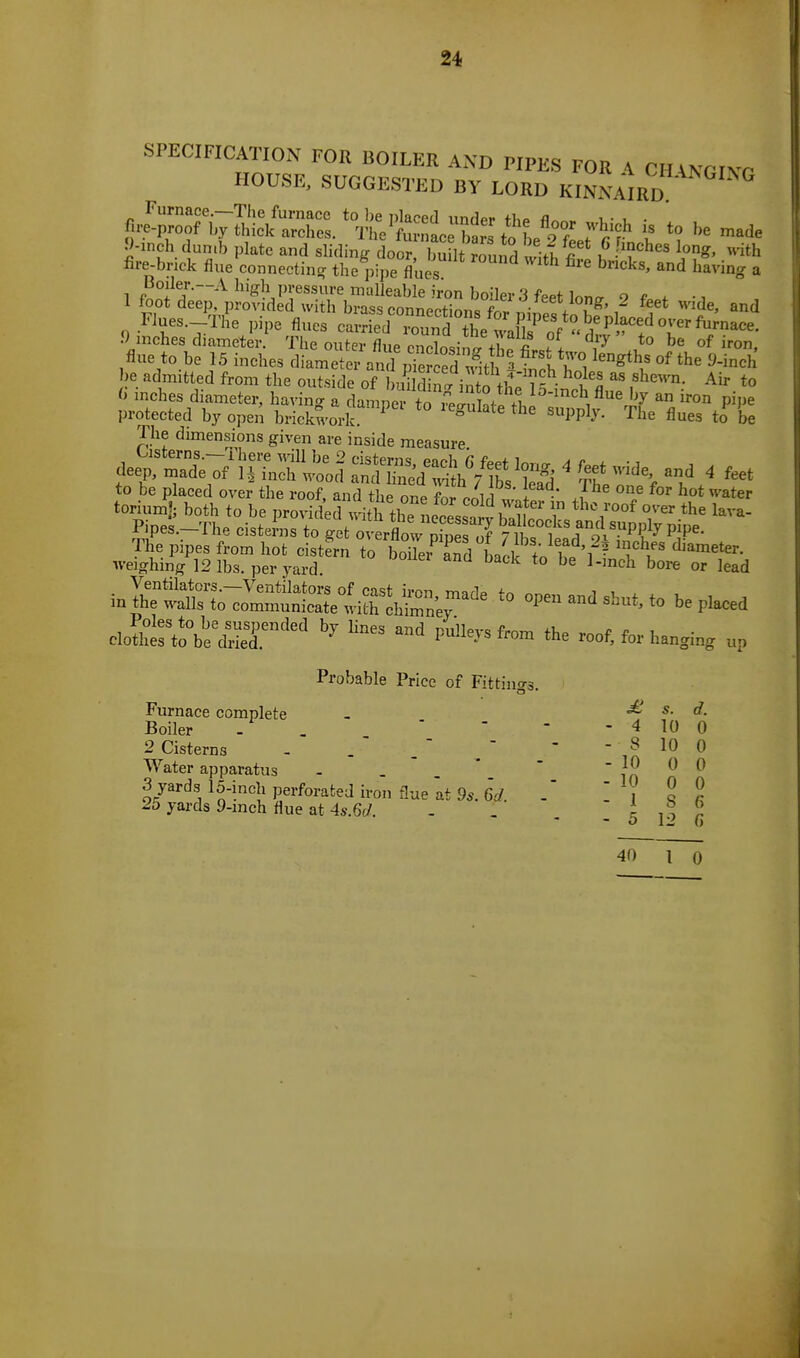 24
SPECIFICATION FOR BOILER AND PIPES FOR A CHANGING
HOUSE, SUGGESTED BY LORD KINNAIRD.
Furnace.—The furnace to be placed under the floor which is to be made
fire-proof by thick arches. The furnace bars to be 2 feet 6 inches long, with
9-inch dumb plate and sliding door, built round with fire bricks, and having a
fire-brick flue connecting the pipe flues.
Boiler.—A high pressure malleable iron boiler 3 feet long, 2 feet wide, and
1 foot deep, provided with brass connections for pipes to be placed over furnace.
Flues.—The pipe flues carried round the walls of "dry" to be of iron,
9 inches diameter. The outer flue enclosing the first two lengths of the 9-inch
flue to be 15 inches diameter and pierced with ¾-inch holes as shewn. Air to
be admitted from the outside of building into the 15-inch flue by an iron pipe
6 inches diameter, having a damper to regulate the supply. The flues to be
protected by open brickwork.
The dimensions given are inside measure.
Cisterns.—There will be 2 cisterns, each 6 feet long, 4 feet wide, and 4 feet
deep, made of 1½ inch wood and lined with 7 lbs. lead. The one for hot water
to be placed over the roof, and the one for cold water in the roof over the lava-
torium; both to be provided with the necessary ballcocks and supply pipe.
Pipes.—The cisterns to get overflow pipes of 7 lbs. lead, 2½ inches diameter.
The pipes from hot cistern to boiler and back to be 1-inch bore or lead
weighing 12 lbs. per yard.
Ventilators.—Ventilators of cast iron, made to open and shut, to be placed
in the walls to communicate with chimney.
Poles to be suspended by lines and pulleys from the roof, for hanging up
clothes to be dried.
Probable Price of Fittings.
£ s. d.
Furnace complete - - - - - 4 10 0
Boiler - - - - - 8 10 0
2 Cisterns - - - - - 10 0 0
Water apparatus - - - - - 10 0 0
3 yards 15-inch perforated iron flue at 9s. 6d. - - 1 8 6
25 yards 9-inch flue at 4s.6d. - - - 5 12 6
40 1 0